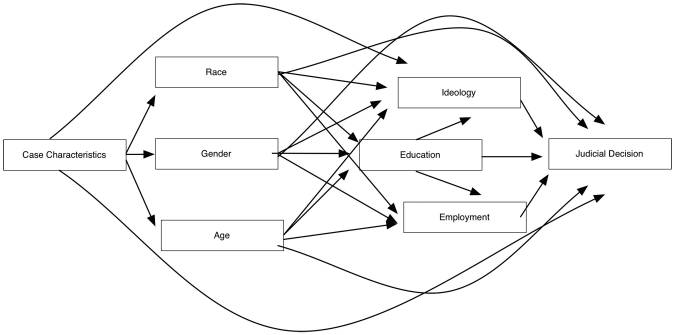 Race
Ideology
Case Characteristics
Gender
Education
Judicial Decision
Employment
Age